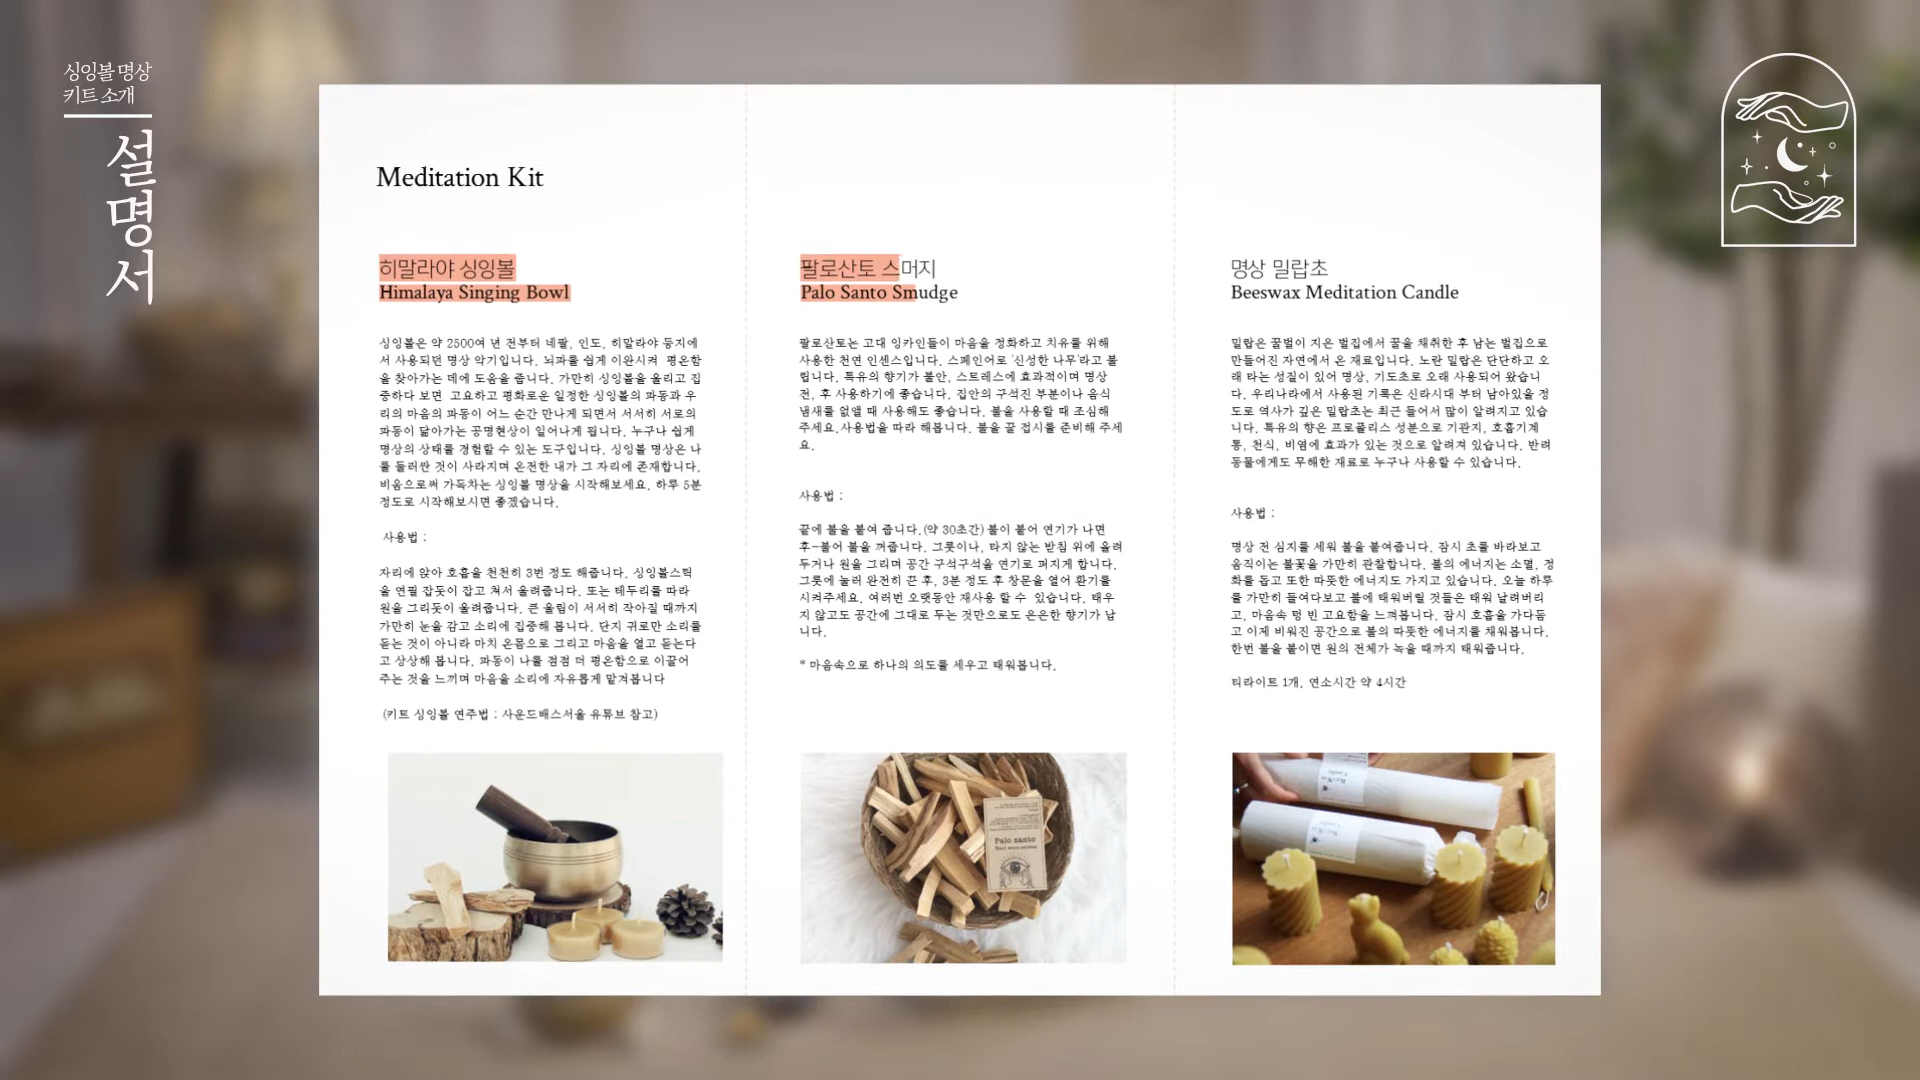 싱잉볼 명상
키트 소개
설명서
Meditation Kit
히말라야 싱잉볼
Himalaya Singing Bowl
싱잉볼은 약 2500여 년 전부터 네팔, 인도, 히말라야 등지에
서 사용되던 명상 악기입니다. 뇌파를 쉽게 이완시켜 평온함
을 찾아가는 데에 도움을 줍니다. 가만히 싱잉볼을 울리고 집
중하다 보면 고요하고 평화로운 일정한 싱잉볼의 파동과 우
리의 마음의 파동이 어느 순간 만나게 되면서 서서히 서로의
파동이 닮아가는 공명현상이 일어나게 됩니다. 누구나 쉽게
명상의 상태를 경험할 수 있는 도구입니다. 싱잉볼 명상은 나
를 둘러싼 것이 사라지며 온전한 내가 그 자리에 존재합니다.
비움으로써 가득차는 싱잉볼 명상을 시작해보세요. 하루 5분
정도로 시작해보시면 좋겠습니다.
사용법 :
자리에 앉아 호흡을 천천히 3번 정도 해줍니다. 싱잉볼스틱
을 연필 잡듯이 잡고 쳐서 울려줍니다. 또는 테두리를 따라
원을 그리듯이 울려줍니다. 큰 울림이 서서히 작아질 때까지
가만히 눈을 감고 소리에 집중해 봅니다. 단지 귀로만 소리를
듣는 것이 아니라 마치 온몸으로 그리고 마음을 열고 듣는다
고 상상해 봅니다. 파동이 나를 점점 더 평온함으로 이끌어
주는 것을 느끼며 마음을 소리에 자유롭게 맡겨봅니다
(키트 싱잉볼 연주법 : 사운드배스서울 유튜브 참고)
팔로산토 스머지
Palo Santo Smudge
팔로산토는 고대 잉카인들이 마음을 정화하고 치유를 위해
사용한 천연 인센스입니다. 스페인어로 '신성한 나무'라고 불
립니다. 특유의 향기가 불안, 스트레스에 효과적이며 명상
전, 후 사용하기에 좋습니다. 집안의 구석진 부분이나 음식
냄새를 없앨 때 사용해도 좋습니다. 불을 사용할 때 조심해
주세요.사용법을 따라 해봅니다. 불을 끌 접시를 준비해 주세
요.
사용법 :
끝에 불을 붙여 줍니다.(약 30초간) 불이 붙어 연기가 나면
후-불어 불을 꺼줍니다. 그릇이나, 타지 않는 받침 위에 올려
두거나 원을 그리며 공간 구석구석을 연기로 퍼지게 합니다.
그릇에 눌러 완전히 끈 후, 3분 정도 후 창문을 열어 환기를
시켜주세요. 여러번 오랫동안 재사용 할 수 있습니다. 태우
지 않고도 공간에 그대로 두는 것만으로도 은은한 향기가 납
니다.
* 마음속으로 하나의 의도를 세우고 태워봅니다.
Palo santo
명상 밀랍초
Beeswax Meditation Candle
밀랍은 꿀벌이 지은 벌집에서 꿀을 채취한 후 남는 벌집으로
만들어진 자연에서 온 재료입니다. 노란 밀랍은 단단하고 오
래 타는 성질이 있어 명상, 기도초로 오래 사용되어 왔습니
다. 우리나라에서 사용된 기록은 신라시대 부터 남아있을 정
도로 역사가 깊은 밀랍초는 최근 들어서 많이 알려지고 있습
니다. 특유의 향은 프로폴리스 성분으로 기관지, 호흡기계
통, 천식, 비염에 효과가 있는 것으로 알려져 있습니다. 반려
동물에게도 무해한 재료로 누구나 사용할 수 있습니다.
사용법 :
명상 전 심지를 세워 불을 붙여줍니다. 잠시 초를 바라보고
움직이는 불꽃을 가만히 관찰합니다. 불의 에너지는 소멸, 정
화를 돕고 또한 따듯한 에너지도 가지고 있습니다. 오늘 하루
를 가만히 들여다보고 불에 태워버릴 것들은 태워 날려버리
고, 마음속 텅 빈 고요함을 느껴봅니다. 잠시 호흡을 가다듬
고 이제 비워진 공간으로 불의 따뜻한 에너지를 채워봅니다.
한번 불을 붙이면 원의 전체가 녹을 때까지 태워줍니다.
티라이트 1개, 연소시간 약 4시간